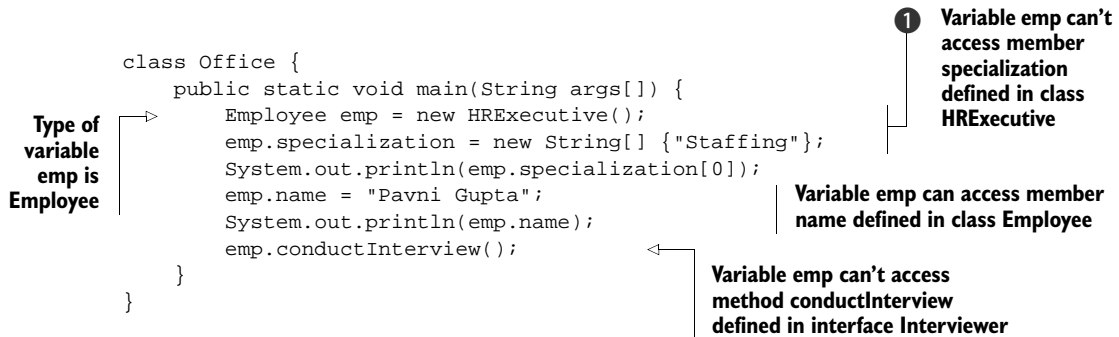 ❶ Variable emp can't
access member
specialization
defined in class
HRExecutive
class Office {
public static void main(String args[]) {
Type of
variable
emp is
Employee
Employee emp = new HRExecutive();
emp.specialization = new String[] {"Staffing"};
System.out.println(emp.specialization[0]);
emp.name = "Pavni Gupta";
System.out.println(emp.name);
Variable emp can access member
name defined in class Employee
emp.conductInterview();
Variable emp can't access
method conductInterview
defined in interface Interviewer
}
}